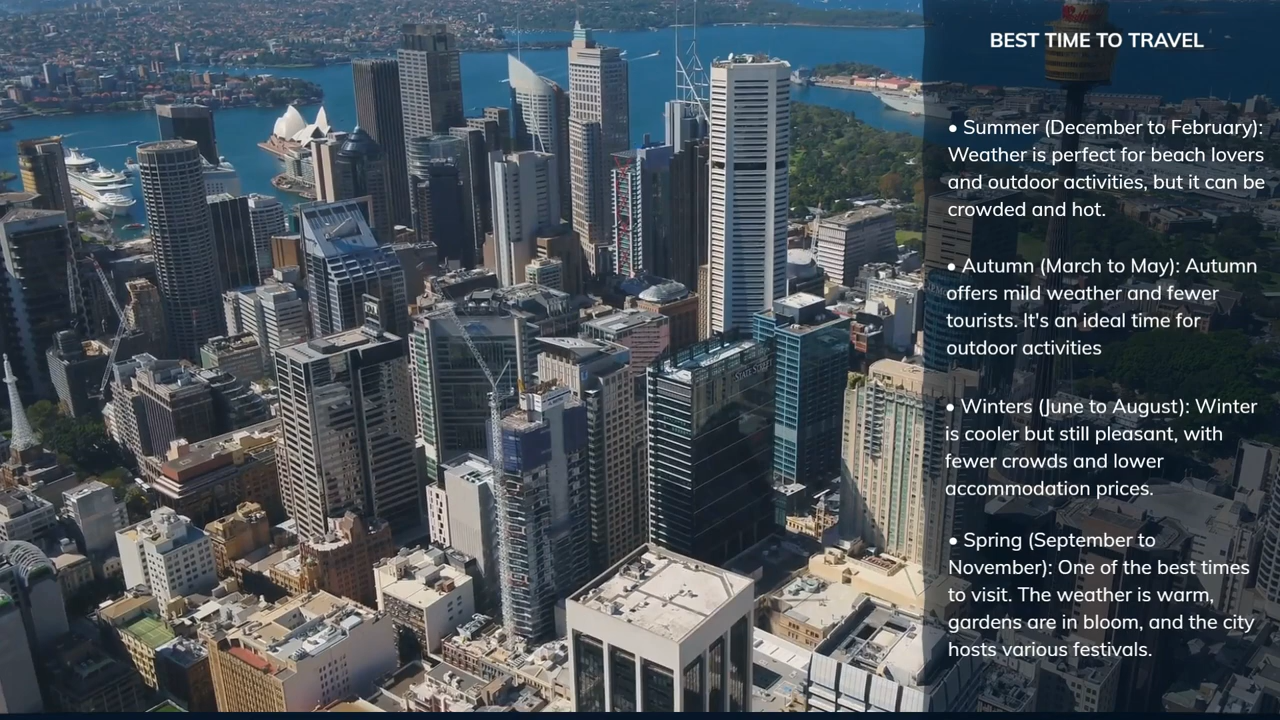 BEST TIME TO TRAVEL
• Summer (December to February):
Weather is perfect for beach lovers
and outdoor activities, but it can be
crowded and hot.
• Autumn (March to May): Autumn
offers mild weather and fewer
tourists. It's an ideal time for
outdoor activities
• Winters (June to August): Winter
is cooler but still pleasant, with
fewer crowds and lower
accommodation prices.
• Spring (September to
November): One of the best times
to visit. The weather is warm,
gardens are in bloom, and the city
hosts various festivals.
STATE STREET